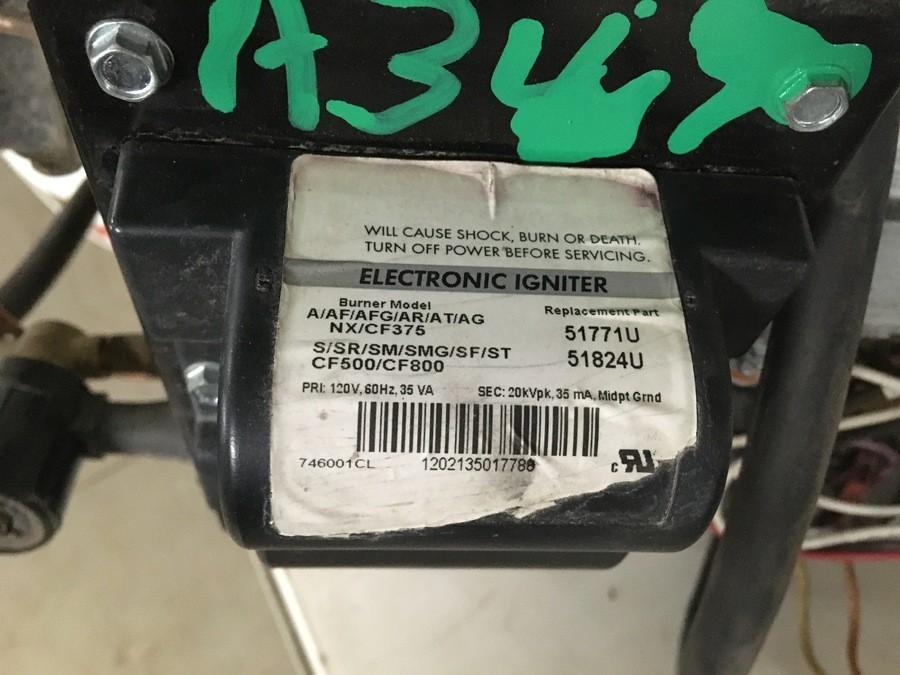 A34
WILL CAUSE SHOCK, BURN OR DEATH.
TURN OFF POWER BEFORE SERVICING.
ELECTRONIC IGNITER
Burner Model
Replacement Part
A/AF/AFG/AR/AT/AG
NX/CF375
51771U
S/SR/SM/SMG/SF/ST
CF500/CF800
51824U
PRI: 120V, 60Hz, 35 VA
SEC: 20kVpk, 35 mA, Midpt Grnd
746001CL
1202135017786
c RU